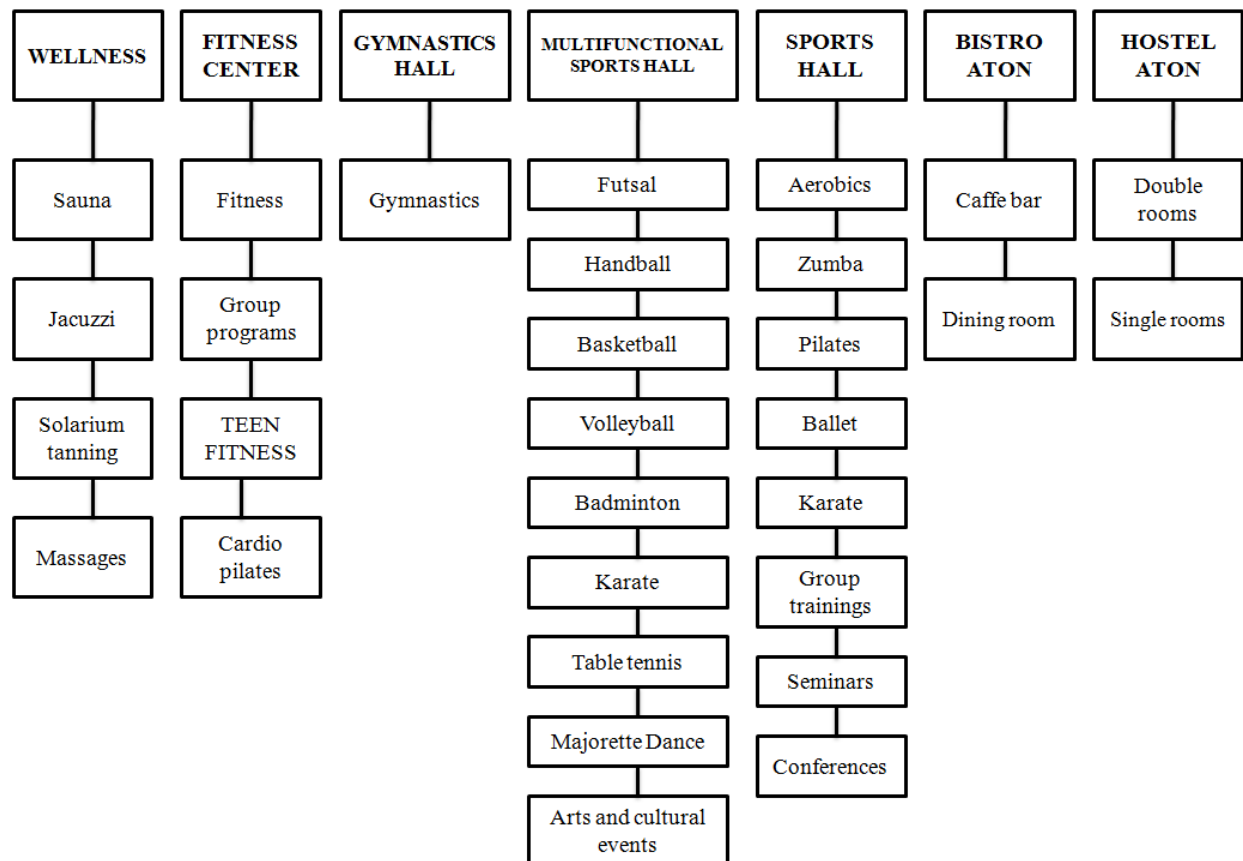 WELLNESS
FITNESS
CENTER
GYMNASTICS
HALL
MULTIFUNCTIONAL
SPORTS HALL
SPORTS
HALL
BISTRO
ATON
HOSTEL
ATON
Sauna
Jacuzzi
Solarium
tanning
Massages
Fitness
Group
programs
TEEN
FITNESS
Cardio
pilates
Gymnastics
Futsal
Handball
Basketball
Volleyball
Badminton
Karate
Table tennis
Majorette Dance
Arts and cultural
events
Aerobics
Zumba
Pilates
Ballet
Karate
Group
trainings
Seminars
Conferences
Caffe bar
Dining room
Double
rooms
Single rooms